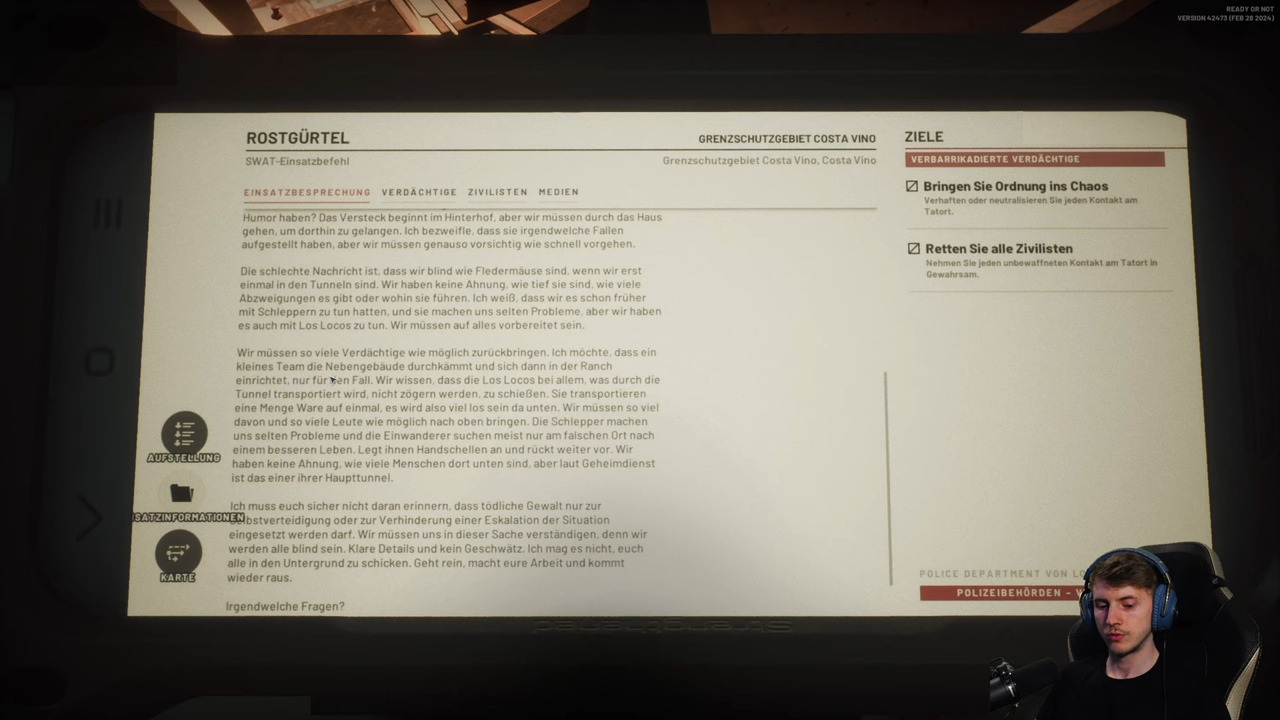 READY OR NOT
VERSION 42473 (FEB 28 2024)
ROSTGÜRTEL
GRENZSCHUTZGEBIET COSTA VINO
SWAT-Einsatzbefehl
Grenzschutzgebiet Costa Vino, Costa Vino
EINSATZBESPRECHUNG VERDÄCHTIGE ZIVILISTEN MEDIEN
Humor haben? Das Versteck beginnt im Hinterhof, aber wir müssen durch das Haus
gehen, um dorthin zu gelangen. Ich bezweifle, dass sie irgendwelche Fallen
aufgestellt haben, aber wir müssen genauso vorsichtig wie schnell vorgehen.
Die schlechte Nachricht ist, dass wir blind wie Fledermäuse sind, wenn wir erst
einmal in den Tunneln sind. Wir haben keine Ahnung, wie tief sie sind, wie viele
Abzweigungen es gibt oder wohin sie führen. Ich weiß, dass wir es schon früher
mit Schleppern zu tun hatten, und sie machen uns selten Probleme, aber wir haben
es auch mit Los Locos zu tun. Wir müssen auf alles vorbereitet sein.
Wir müssen so viele Verdächtige wie möglich zurückbringen. Ich möchte, dass ein
kleines Team die Nebengebäude durchkämmt und sich dann in der Ranch
einrichtet, nur für den Fall. Wir wissen, dass die Los Locos bei allem, was durch die
Tunnel transportiert wird, nicht zögern werden, zu schießen. Sie transportieren
eine Menge Ware auf einmal, es wird also viel los sein da unten. Wir müssen so viel
davon und so viele Leute wie möglich nach oben bringen. Die Schlepper machen
uns selten Probleme und die Einwanderer suchen meist nur am falschen Ort nach
einem besseren Leben. Legt ihnen Handschellen an und rückt weiter vor. Wir
haben keine Ahnung, wie viele Menschen dort unten sind, aber laut Geheimdienst
ist das einer ihrer Haupttunnel.
Ich muss euch sicher nicht daran erinnern, dass tödliche Gewalt nur zur
Selbstverteidigung oder zur Verhinderung einer Eskalation der Situation
eingesetzt werden darf. Wir müssen uns in dieser Sache verständigen, denn wir
werden alle blind sein. Klare Details und kein Geschwätz. Ich mag es nicht, euch
alle in den Untergrund zu schicken. Geht rein, macht eure Arbeit und kommt
wieder raus.
Irgendwelche Fragen?
AUFSTELLUNG
SATZINFORMATIONEN
KARTE
ZIELE
VERBARRIKADIERTE VERDÄCHTIGE
Bringen Sie Ordnung ins Chaos
Verhaften oder neutralisieren Sie jeden Kontakt am
Tatort.
Retten Sie alle Zivilisten
Nehmen Sie jeden unbewaffneten Kontakt am Tatort in
Gewahrsam.
POLICE DEPARTMENT VON LO
POLIZEIBEHÖRDEN -